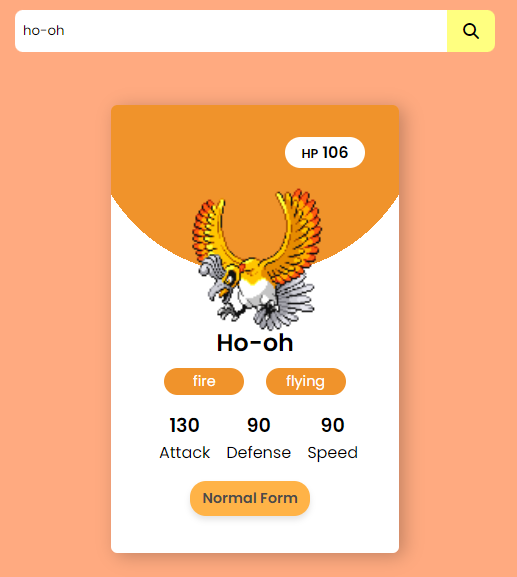 ho-oh
HP 106
Ho-oh
fire flying
130 90 90
Attack Defense Speed
Normal Form